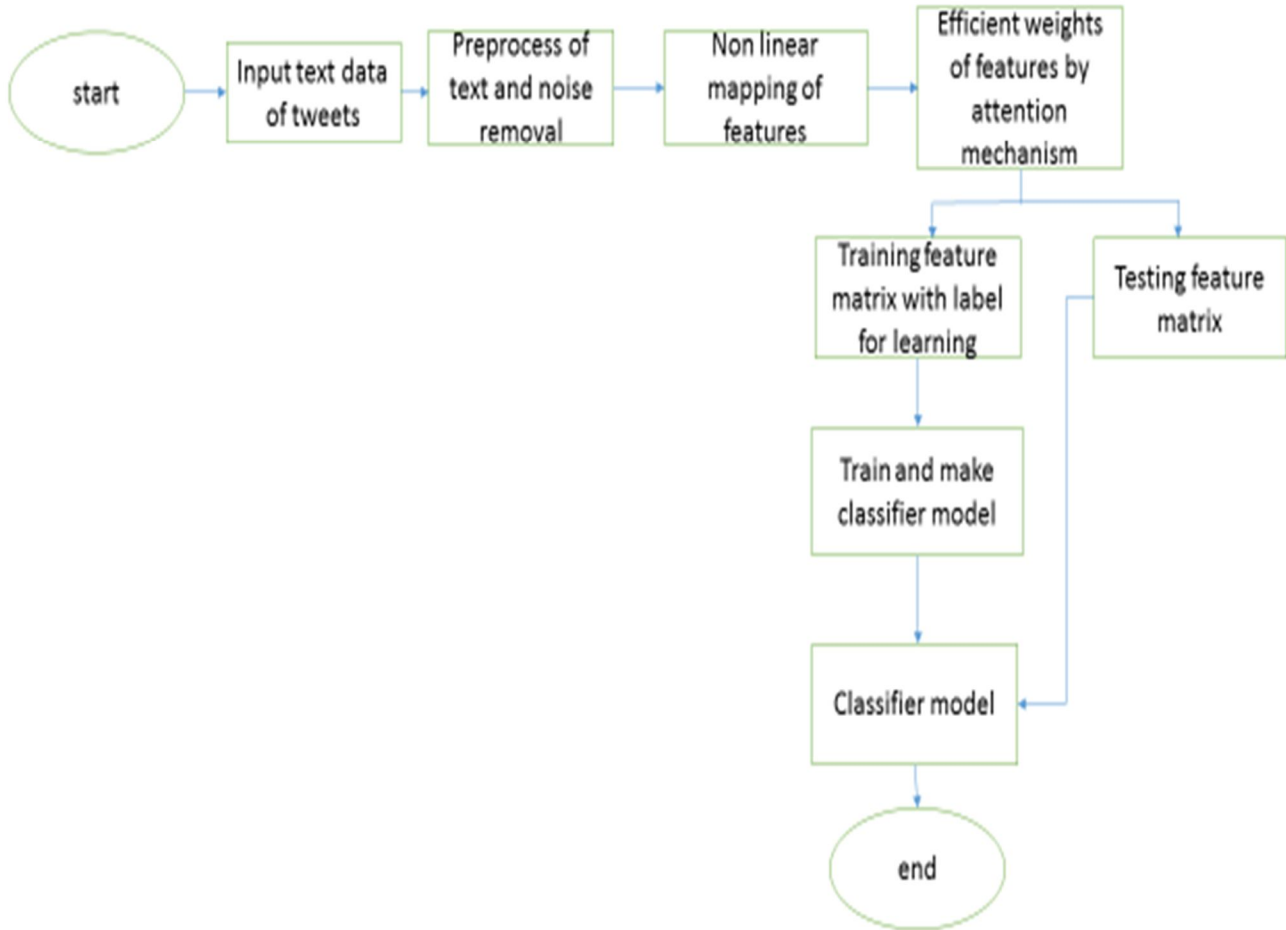 start
Input text data
of tweets
Preprocess of
text and noise
removal
Non linear
mapping of
features
Efficient weights
of features by
attention
mechanism
Training feature
matrix with label
for learning
Testing feature
matrix
Train and make
classifier model
Classifier model
end